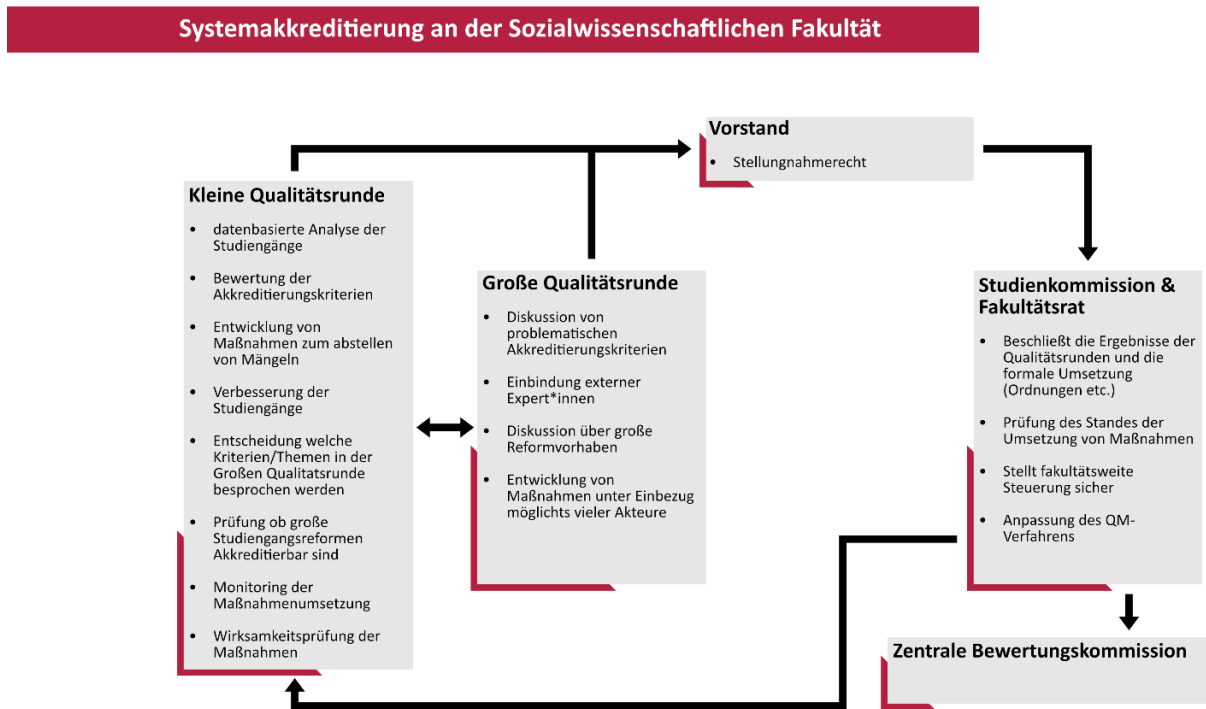 Systemakkreditierung an der Sozialwissenschaftlichen Fakultät
Vorstand
• Stellungnahmerecht
Kleine Qualitätsrunde
• datenbasierte Analyse der
Studiengänge
• Bewertung der
Akkreditierungskriterien
• Entwicklung von
Maßnahmen zum abstellen
von Mängeln
• Verbesserung der
Studiengänge
• Entscheidung welche
Kriterien/Themen in der
Großen Qualitatsrunde
besprochen werden
• Prüfung ob große
Studiengangsreformen
Akkreditierbar sind
• Monitoring der
Maßnahmenumsetzung
• Wirksamkeitsprüfung der
Maßnahmen
Große Qualitätsrunde
• Diskussion von
problematischen
Akkreditierungskriterien
• Einbindung externer
Expert*innen
• Diskussion über große
Reformvorhaben
• Entwicklung von
Maßnahmen unter Einbezug
möglichts vieler Akteure
Studienkommission &
Fakultätsrat
• Beschließt die Ergebnisse der
Qualitätsrunden und die
formale Umsetzung
(Ordnungen etc.)
• Prüfung des Standes der
Umsetzung von Maßnahmen
• Stellt fakultätsweite
Steuerung sicher
• Anpassung des QM-
Verfahrens
Zentrale Bewertungskommission